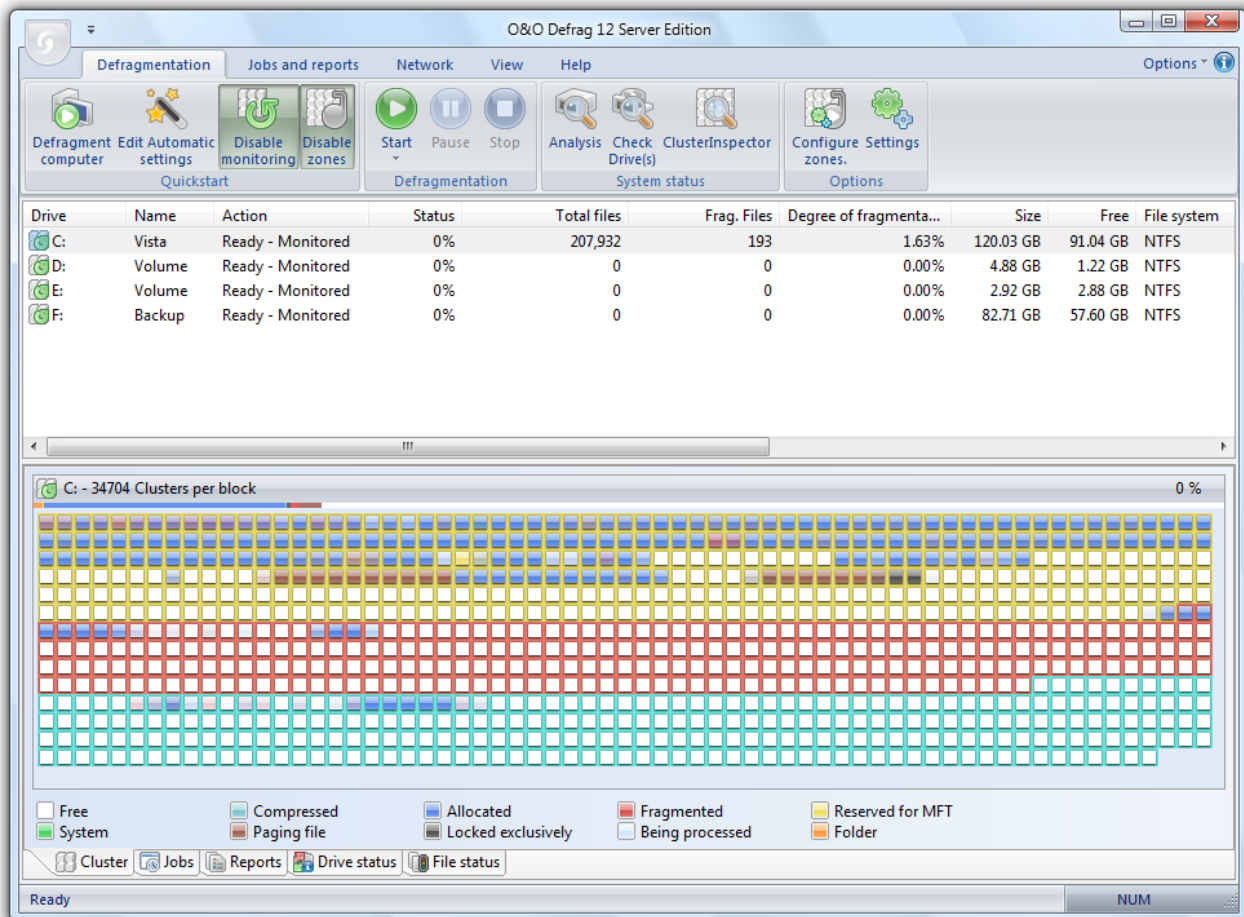 O&O Defrag 12 Server Edition
Defragmentation Jobs and reports Network View Help Options
Defragment computer Edit Automatic settings Disable monitoring Disable zones Start Pause Stop Analysis Check Drive(s) ClusterInspector Configure zones. Settings
Quickstart Defragmentation System status Options
Drive Name Action Status Total files Frag. Files Degree of fragmenta... Size Free File system
C: Vista Ready - Monitored 0% 207,932 193 1.63% 120.03 GB 91.04 GB NTFS
D: Volume Ready - Monitored 0% 0 0 0.00% 4.88 GB 1.22 GB NTFS
E: Volume Ready - Monitored 0% 0 0 0.00% 2.92 GB 2.88 GB NTFS
F: Backup Ready - Monitored 0% 0 0 0.00% 82.71 GB 57.60 GB NTFS
C: - 34704 Clusters per block 0 %
Free Compressed Allocated Fragmented Reserved for MFT
System Paging file Locked exclusively Being processed Folder
Cluster Jobs Reports Drive status File status
Ready NUM